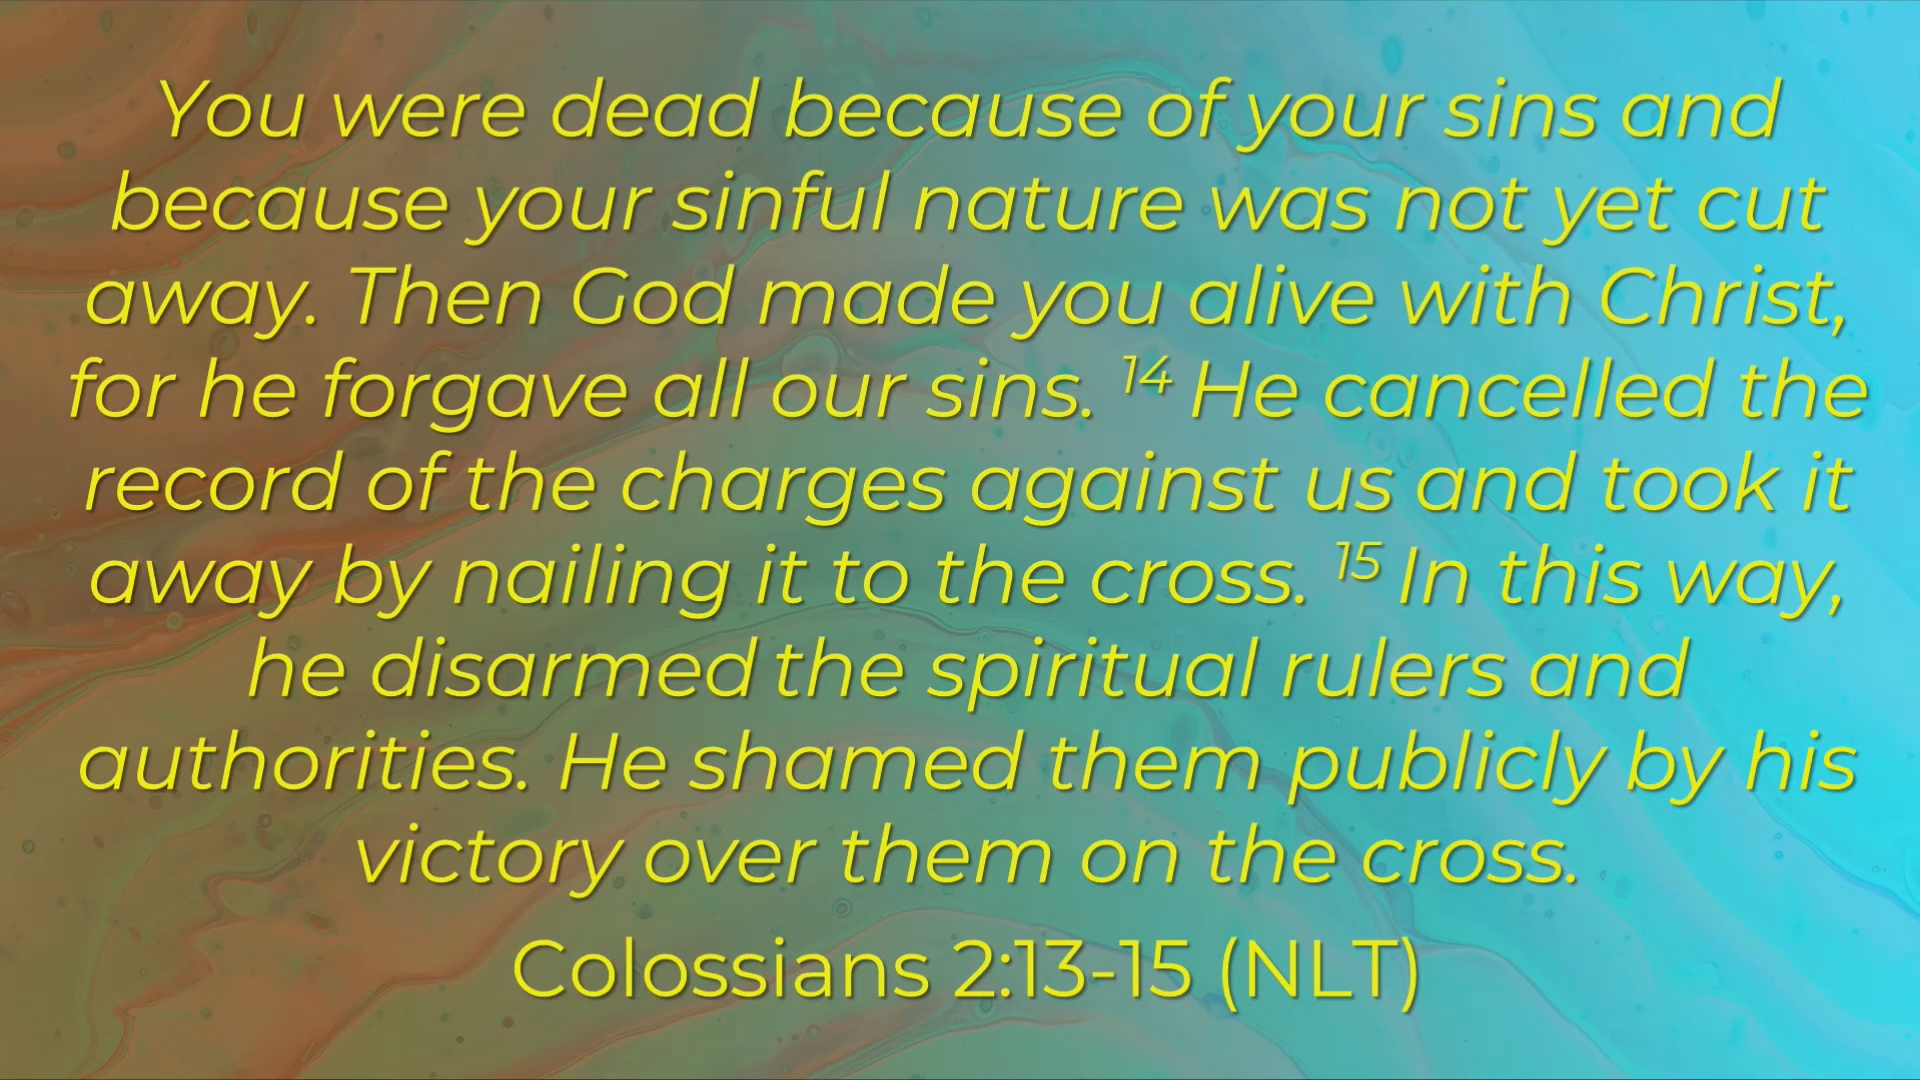 You were dead because of your sins and
because your sinful nature was not yet cut
away. Then God made you alive with Christ,
for he forgave all our sins. 14 He cancelled the
record of the charges against us and took it
away by nailing it to the cross. 15 In this way,
he disarmed the spiritual rulers and
authorities. He shamed them publicly by his
victory over them on the cross.
Colossians 2:13-15 (NLT)